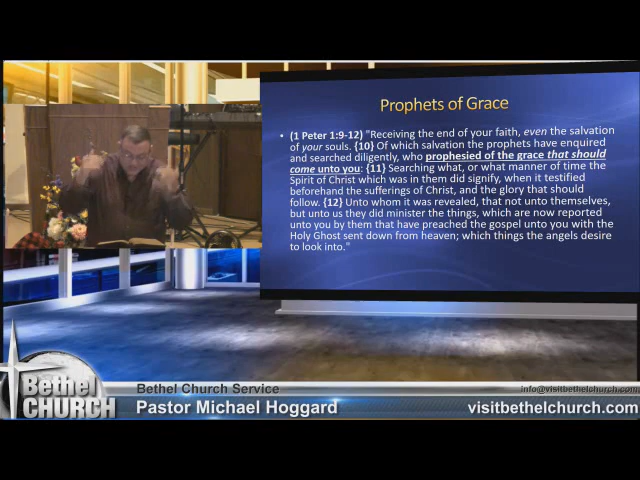 Prophets of Grace
• {1 Peter 1:9-12} "Receiving the end of your faith, even the salvation
of your souls. {10} Of which salvation the prophets have enquired
and searched diligently, who prophesied of the grace that should
come unto you: {11} Searching what, or what manner of time the
Spirit of Christ which was in them did signify, when it testified
beforehand the sufferings of Christ, and the glory that should
follow. {12} Unto whom it was revealed, that not unto themselves,
but unto us they did minister the things, which are now reported
unto you by them that have preached the gospel unto you with the
Holy Ghost sent down from heaven; which things the angels desire
to look into."
Bethel
CHURCH
Bethel Church Service
info@visitbethelchurch.com
Pastor Michael Hoggard
visitbethelchurch.com